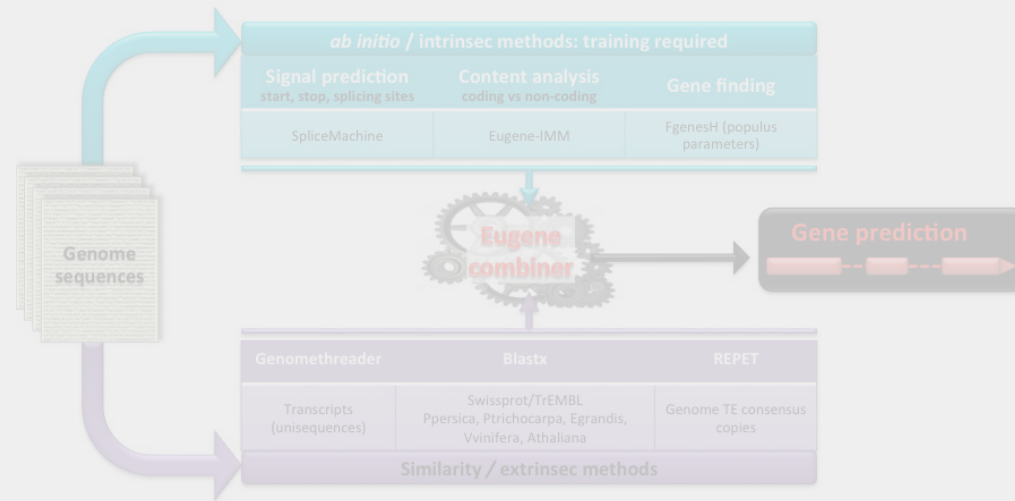 ab initio / intrinsec methods: training required
Signal prediction
start, stop, splicing sites
Content analysis
coding vs non-coding
Gene finding
SpliceMachine
Eugene-IMM
FgenesH (populus
parameters)
Genome
sequences
Eugene
combiner
Gene prediction
Genomethreader
Blastx
REPET
Transcripts
(unisequences)
Swissprot/TrEMBL
Ppersica, Ptrichocarpa, Egrandis,
Vvinifera, Athaliana
Genome TE consensus
copies
Similarity / extrinsec methods